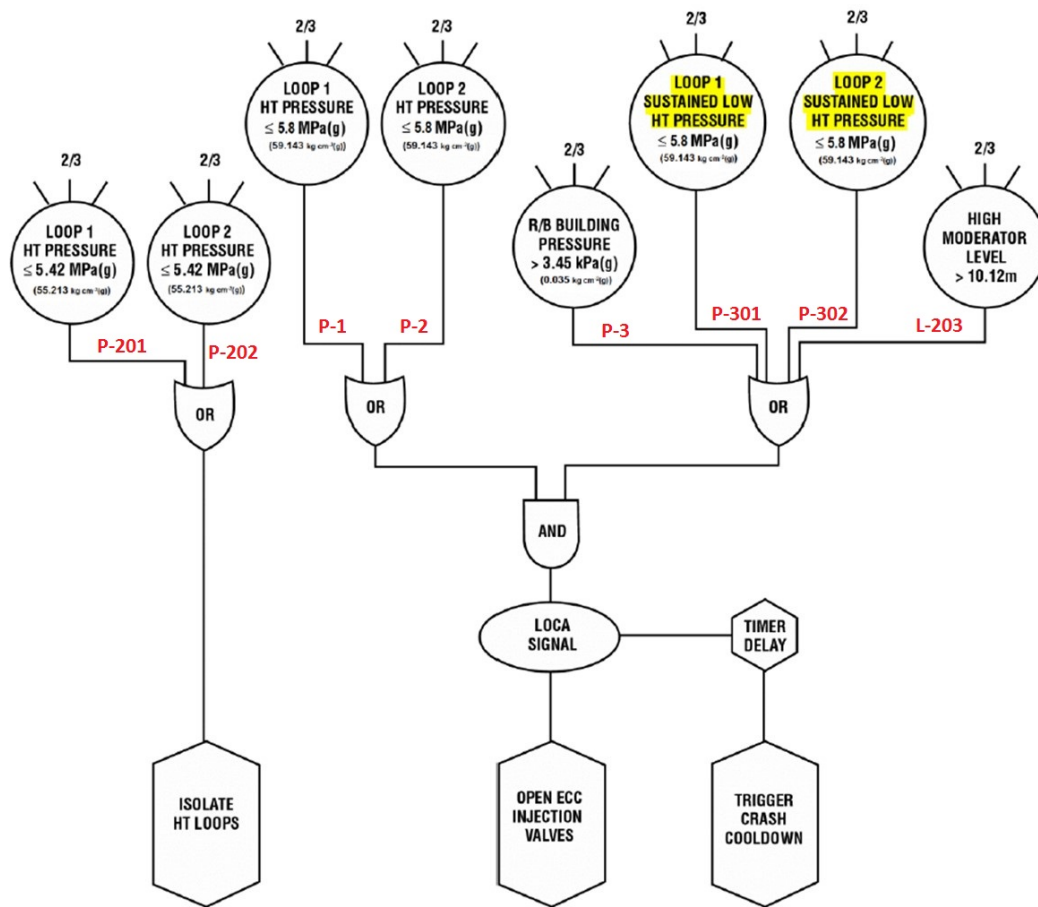 2/3
2/3
2/3
2/3
LOOP 1
HT PRESSURE
≤ 5.8 MPa(g)
(59.143 kg cm⁻²(g))
LOOP 2
HT PRESSURE
≤ 5.8 MPa(g)
(59.143 kg cm⁻²(g))
LOOP 1
SUSTAINED LOW
HT PRESSURE
≤ 5.8 MPa(g)
(59.143 kg cm⁻²(g))
LOOP 2
SUSTAINED LOW
HT PRESSURE
≤ 5.8 MPa(g)
(59.143 kg cm⁻²(g))
2/3
2/3
2/3
2/3
LOOP 1
HT PRESSURE
≤ 5.42 MPa(g)
(55.213 kg cm⁻²(g))
LOOP 2
HT PRESSURE
≤ 5.42 MPa(g)
(55.213 kg cm⁻²(g))
R/B BUILDING
PRESSURE
> 3.45 kPa(g)
(0.035 kg cm⁻²(g))
HIGH
MODERATOR
LEVEL
> 10.12m
P-201
P-202
P-1
P-2
P-3
P-301
P-302
L-203
OR
OR
OR
AND
LOCA
SIGNAL
TIMER
DELAY
ISOLATE
HT LOOPS
OPEN ECC
INJECTION
VALVES
TRIGGER
CRASH
COOLDOWN